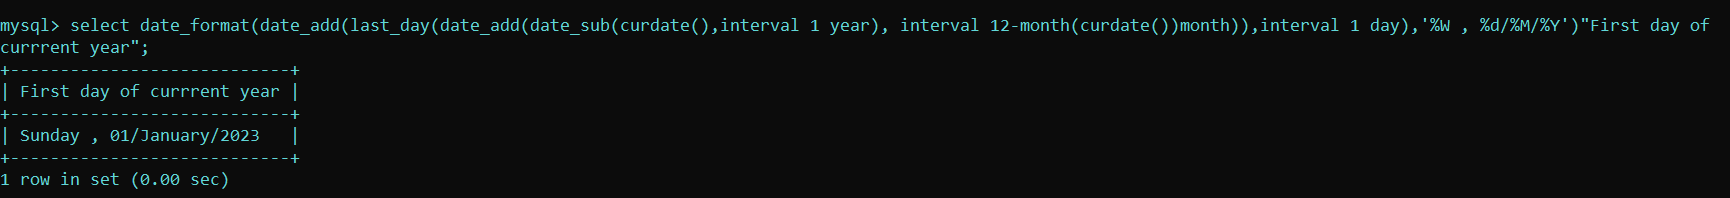 mysql> select date_format(date_add(last_day(date_add(date_sub(curdate(),interval 1 year), interval 12-month(curdate())month)),interval 1 day),'%W , %d/%M/%Y')"First day of
currrent year";
+----------------------------+
| First day of currrent year |
+----------------------------+
| Sunday , 01/January/2023   |
+----------------------------+
1 row in set (0.00 sec)